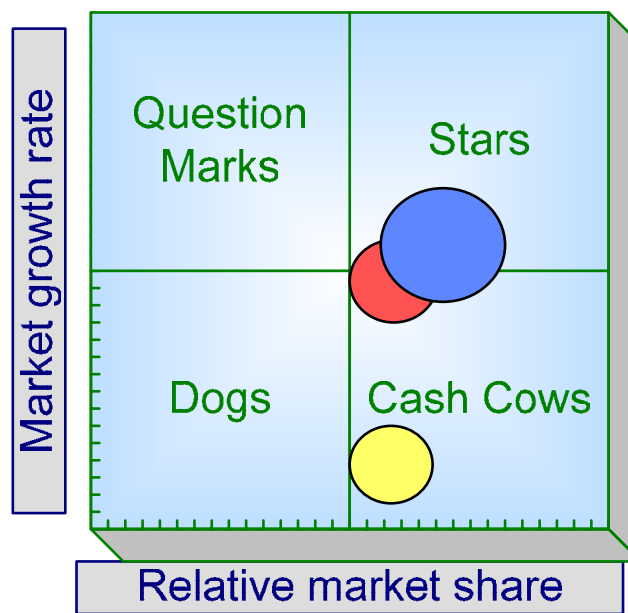 Market growth rate
Question
Marks
Stars
Dogs
Cash Cows
Relative market share